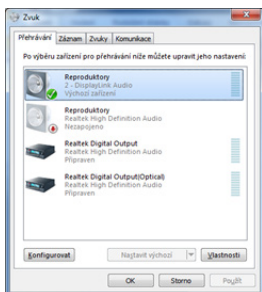 Zvuk
Přehrávání Záznam Zvuky Komunikace
Po výběru zařízení pro přehrávání níže můžete upravit jeho nastavení:
Reproduktory
2 - DisplayLink Audio
Výchozí zařízení
Reproduktory
Realtek High Definition Audio
Nezapojeno
Realtek Digital Output
Realtek High Definition Audio
Připraven
Realtek Digital Output(Optical)
Realtek High Definition Audio
Připraven
Konfigurovat Nastavit výchozí Vlastnosti
OK Storno Použít